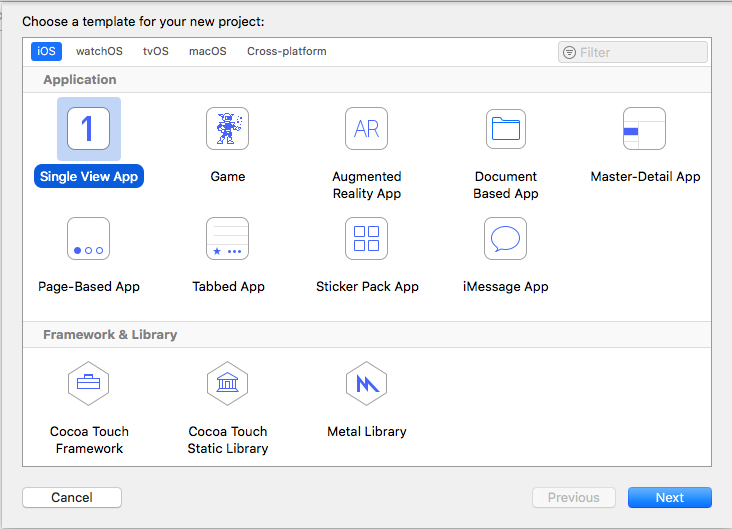 Choose a template for your new project:
iOS watchOS tvOS macOS Cross-platform Filter
Application
1 AR
Single View App Game Augmented Reality App Document Based App Master-Detail App
Page-Based App Tabbed App Sticker Pack App iMessage App
Framework & Library
Cocoa Touch Framework Cocoa Touch Static Library Metal Library
Cancel Previous Next